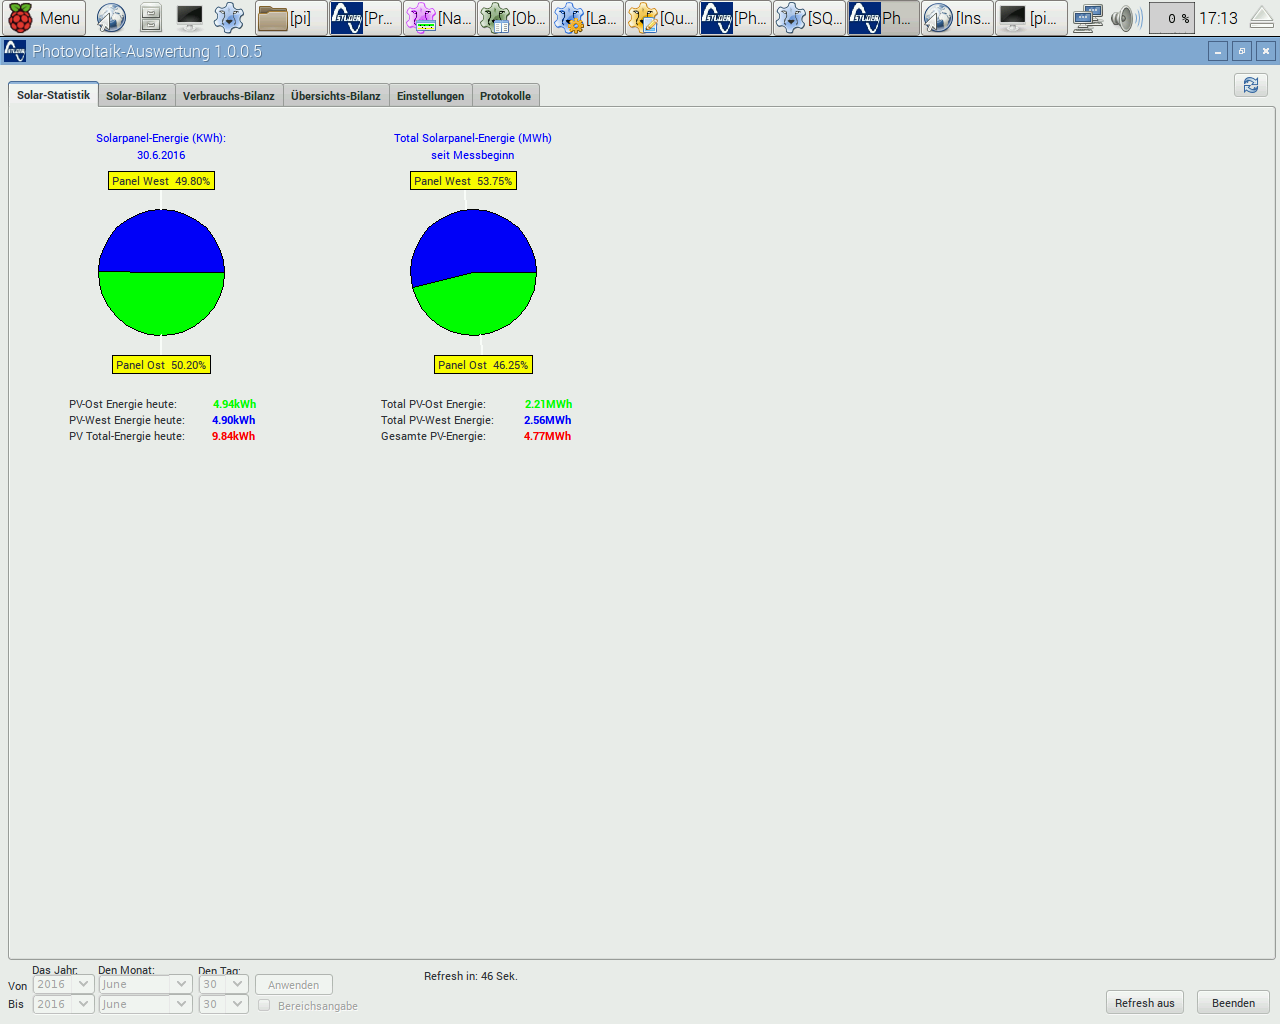 Menu [pi] [Pr... [Na... [Ob... [La... [Qu... [Ph... [SQ... Ph... [Ins... [pi... 0 % 17:13
Photovoltaik-Auswertung 1.0.0.5
Solar-Statistik Solar-Bilanz Verbrauchs-Bilanz Übersichts-Bilanz Einstellungen Protokolle
Solarpanel-Energie (KWh):
30.6.2016
Panel West 49.80%
Panel Ost 50.20%
PV-Ost Energie heute: 4.94kWh
PV-West Energie heute: 4.90kWh
PV Total-Energie heute: 9.84kWh
Total Solarpanel-Energie (MWh)
seit Messbeginn
Panel West 53.75%
Panel Ost 46.25%
Total PV-Ost Energie: 2.21MWh
Total PV-West Energie: 2.56MWh
Gesamte PV-Energie: 4.77MWh
Das Jahr: Den Monat: Den Tag:
Von 2016 June 30 Anwenden
Bis 2016 June 30 Bereichsangabe
Refresh in: 46 Sek.
Refresh aus Beenden